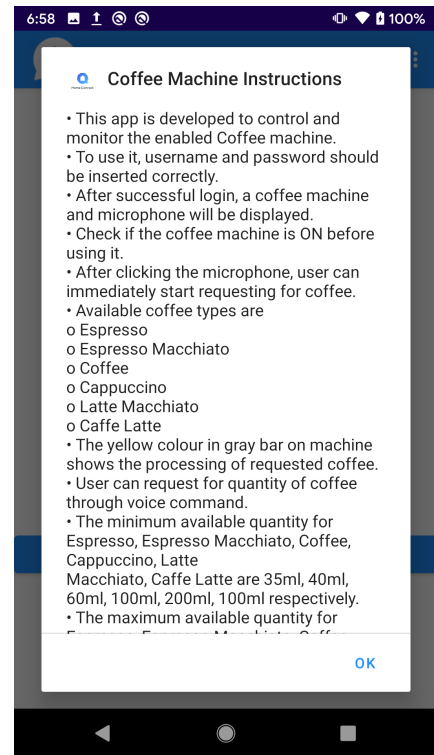 6:58
100%
Coffee Machine Instructions
• This app is developed to control and
monitor the enabled Coffee machine.
• To use it, username and password should
be inserted correctly.
• After successful login, a coffee machine
and microphone will be displayed.
• Check if the coffee machine is ON before
using it.
• After clicking the microphone, user can
immediately start requesting for coffee.
• Available coffee types are
o Espresso
o Espresso Macchiato
o Coffee
o Cappuccino
o Latte Macchiato
o Caffe Latte
• The yellow colour in gray bar on machine
shows the processing of requested coffee.
• User can request for quantity of coffee
through voice command.
• The minimum available quantity for
Espresso, Espresso Macchiato, Coffee,
Cappuccino, Latte
Macchiato, Caffe Latte are 35ml, 40ml,
60ml, 100ml, 200ml, 100ml respectively.
• The maximum available quantity for
OK